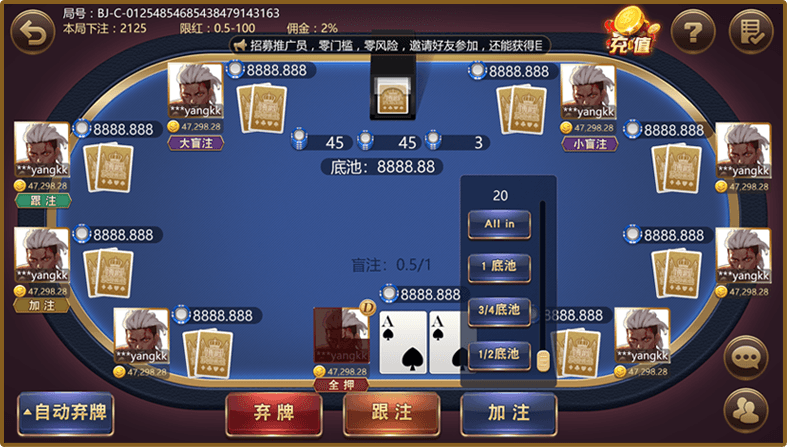 局号：BJ-C-0125485468543847914​3163
本局下注：2125 限红：0.5-100 佣金：2%
充值
?
招募推广员，零门槛，零风险，邀请好友参加，还能获得
8888.888
***yangkk
47,298.28
大盲注
8888.888
***yangkk
47,298.28
小盲注
8888.888
***yangkk
47,298.28
跟注
8888.888
***yangkk
47,298.28
45 45 3
底池：8888.88
20
All in
1 底池
3/4底池
1/2底池
盲注：0.5/1
8888.888
***yangkk
47,298.28
加注
8888.888
***yangkk
47,298.28
8888.888
***yangkk
47,298.28
8888.888
D
A
A
***yangkk
47,298.28
全押
8888.888
***yangkk
47,298.28
自动弃牌
弃牌
跟注
加注